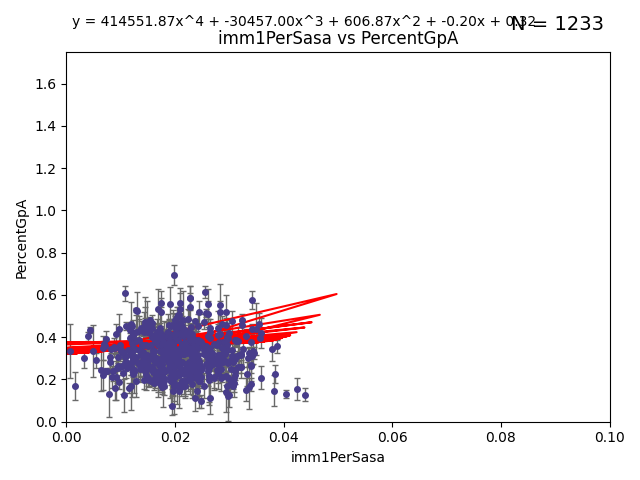 y = 414551.87x^4 + -30457.00x^3 + 606.87x^2 + -0.20x + 0.32
N = 1233
imm1PerSasa vs PercentGpA
PercentGpA
1.6
1.4
1.2
1.0
0.8
0.6
0.4
0.2
0.0
0.00 0.02 0.04 0.06 0.08 0.10
imm1PerSasa